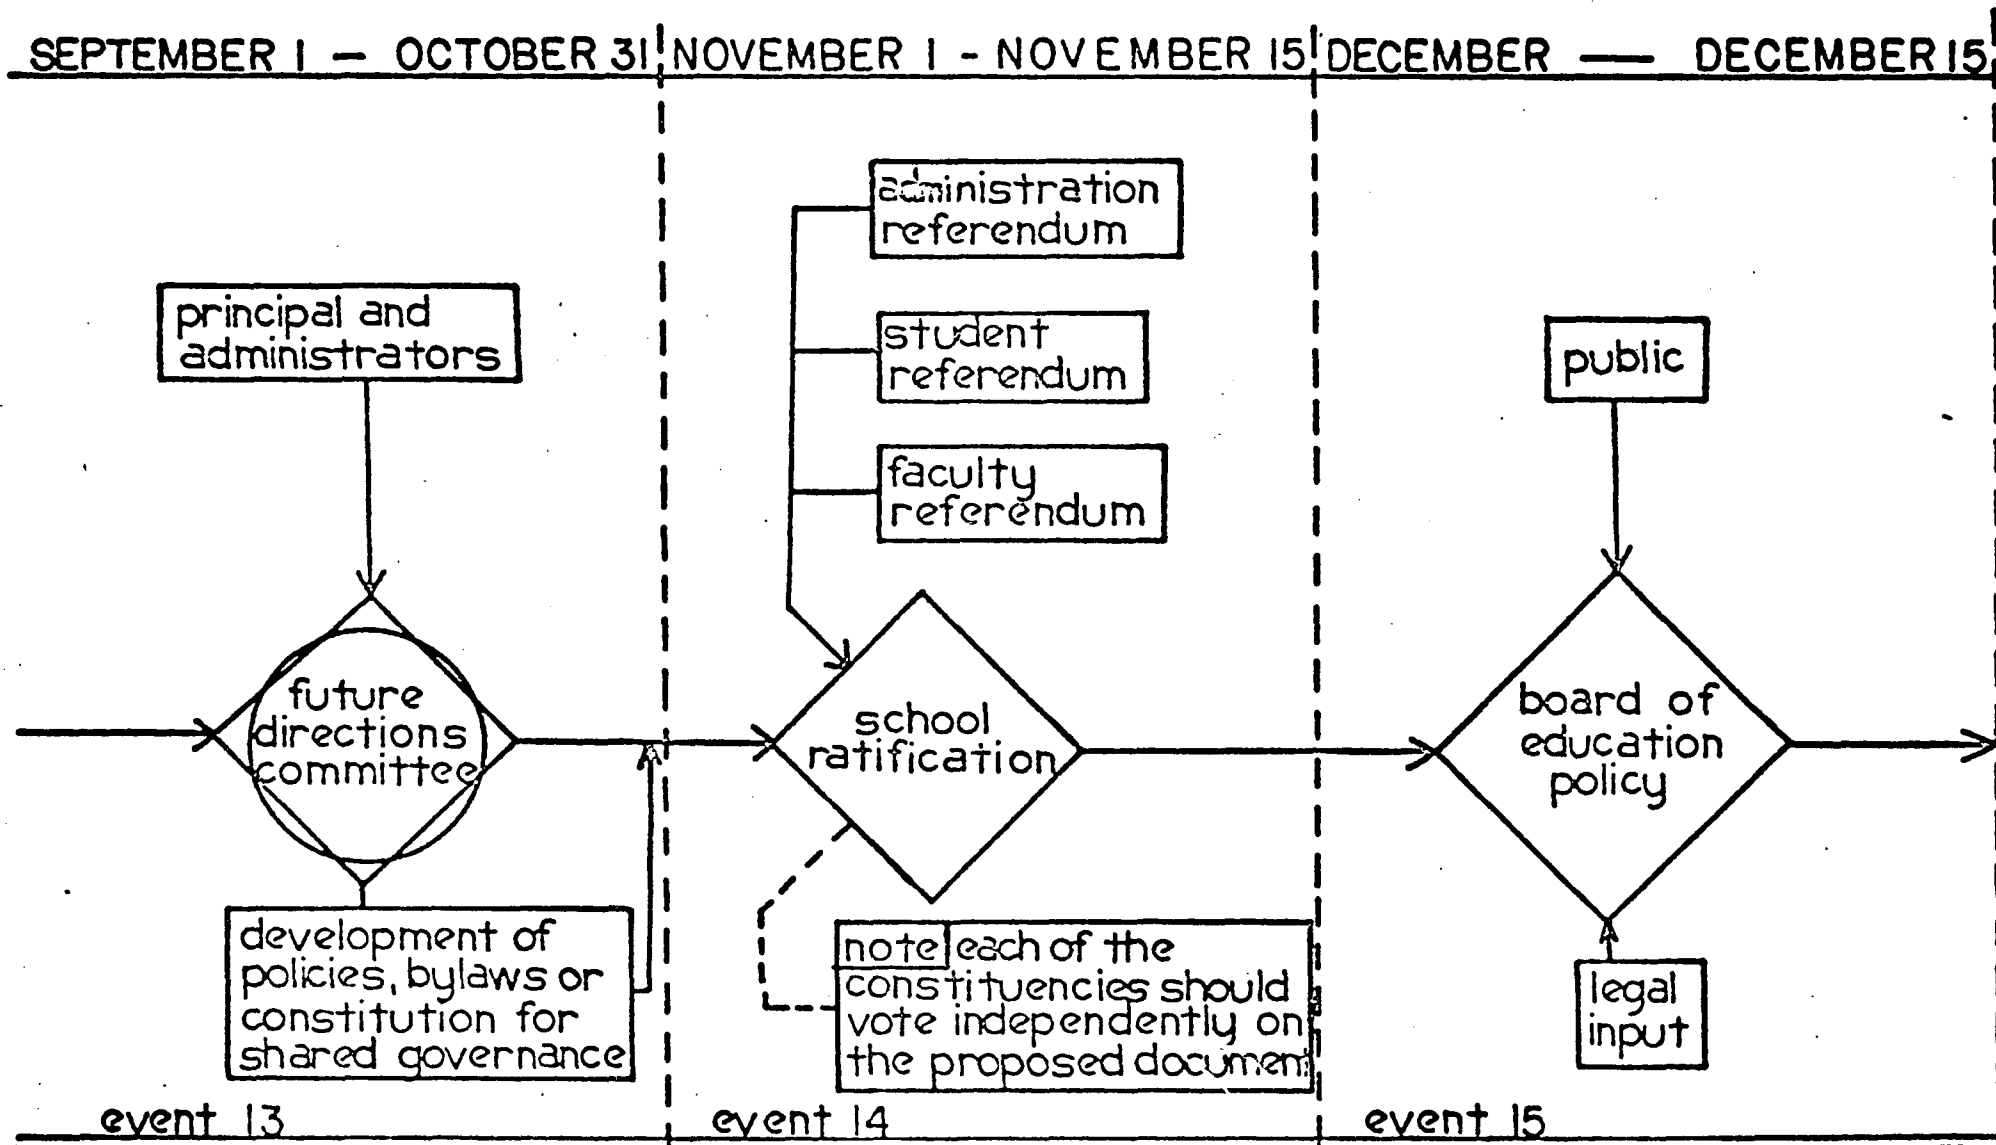 SEPTEMBER 1 — OCTOBER 31
NOVEMBER 1 - NOVEMBER 15
DECEMBER — DECEMBER 15
principal and
administrators
future
directions
committee
development of
policies, bylaws or
constitution for
shared governance
event 13
administration
referendum
student
referendum
faculty
referendum
school
ratification
note each of the
constituencies should
vote independently on
the proposed document
event 14
public
board of
education
policy
legal
input
event 15